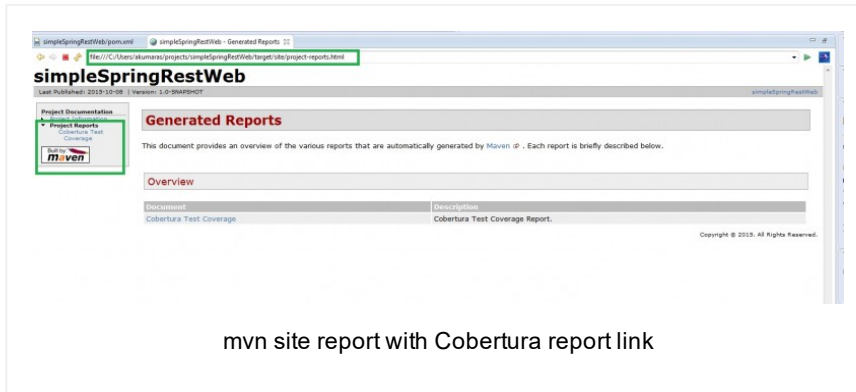 simpleSpringRestWeb/pom.xml simpleSpringRestWeb - Generated Reports
file:///C:/Users/akumaras/projects/simpleSpringRestWeb/target/site/project-reports.html
simpleSpringRestWeb
Last Published: 2015-10-08 | Version: 1.0-SNAPSHOT simpleSpringRestWeb
Project Documentation
Project Information
Project Reports
Cobertura Test
Coverage
Built by
maven
Generated Reports
This document provides an overview of the various reports that are automatically generated by Maven . Each report is briefly described below.
Overview
Document Description
Cobertura Test Coverage Cobertura Test Coverage Report.
Copyright © 2015. All Rights Reserved.
mvn site report with Cobertura report link